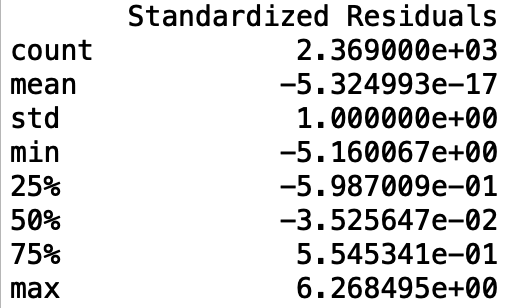 Standardized Residuals
count 2.369000e+03
mean -5.324993e-17
std 1.000000e+00
min -5.160067e+00
25% -5.987009e-01
50% -3.525647e-02
75% 5.545341e-01
max 6.268495e+00